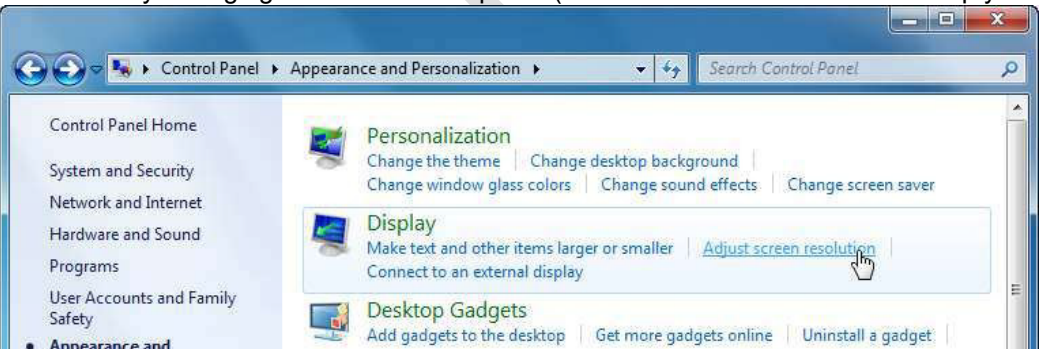 Control Panel Appearance and Personalization Search Control Panel
Control Panel Home
System and Security
Network and Internet
Hardware and Sound
Programs
User Accounts and Family
Safety
Appearance and
Personalization
Change the theme Change desktop background
Change window glass colors Change sound effects Change screen saver
Display
Make text and other items larger or smaller Adjust screen resolution
Connect to an external display
Desktop Gadgets
Add gadgets to the desktop Get more gadgets online Uninstall a gadget